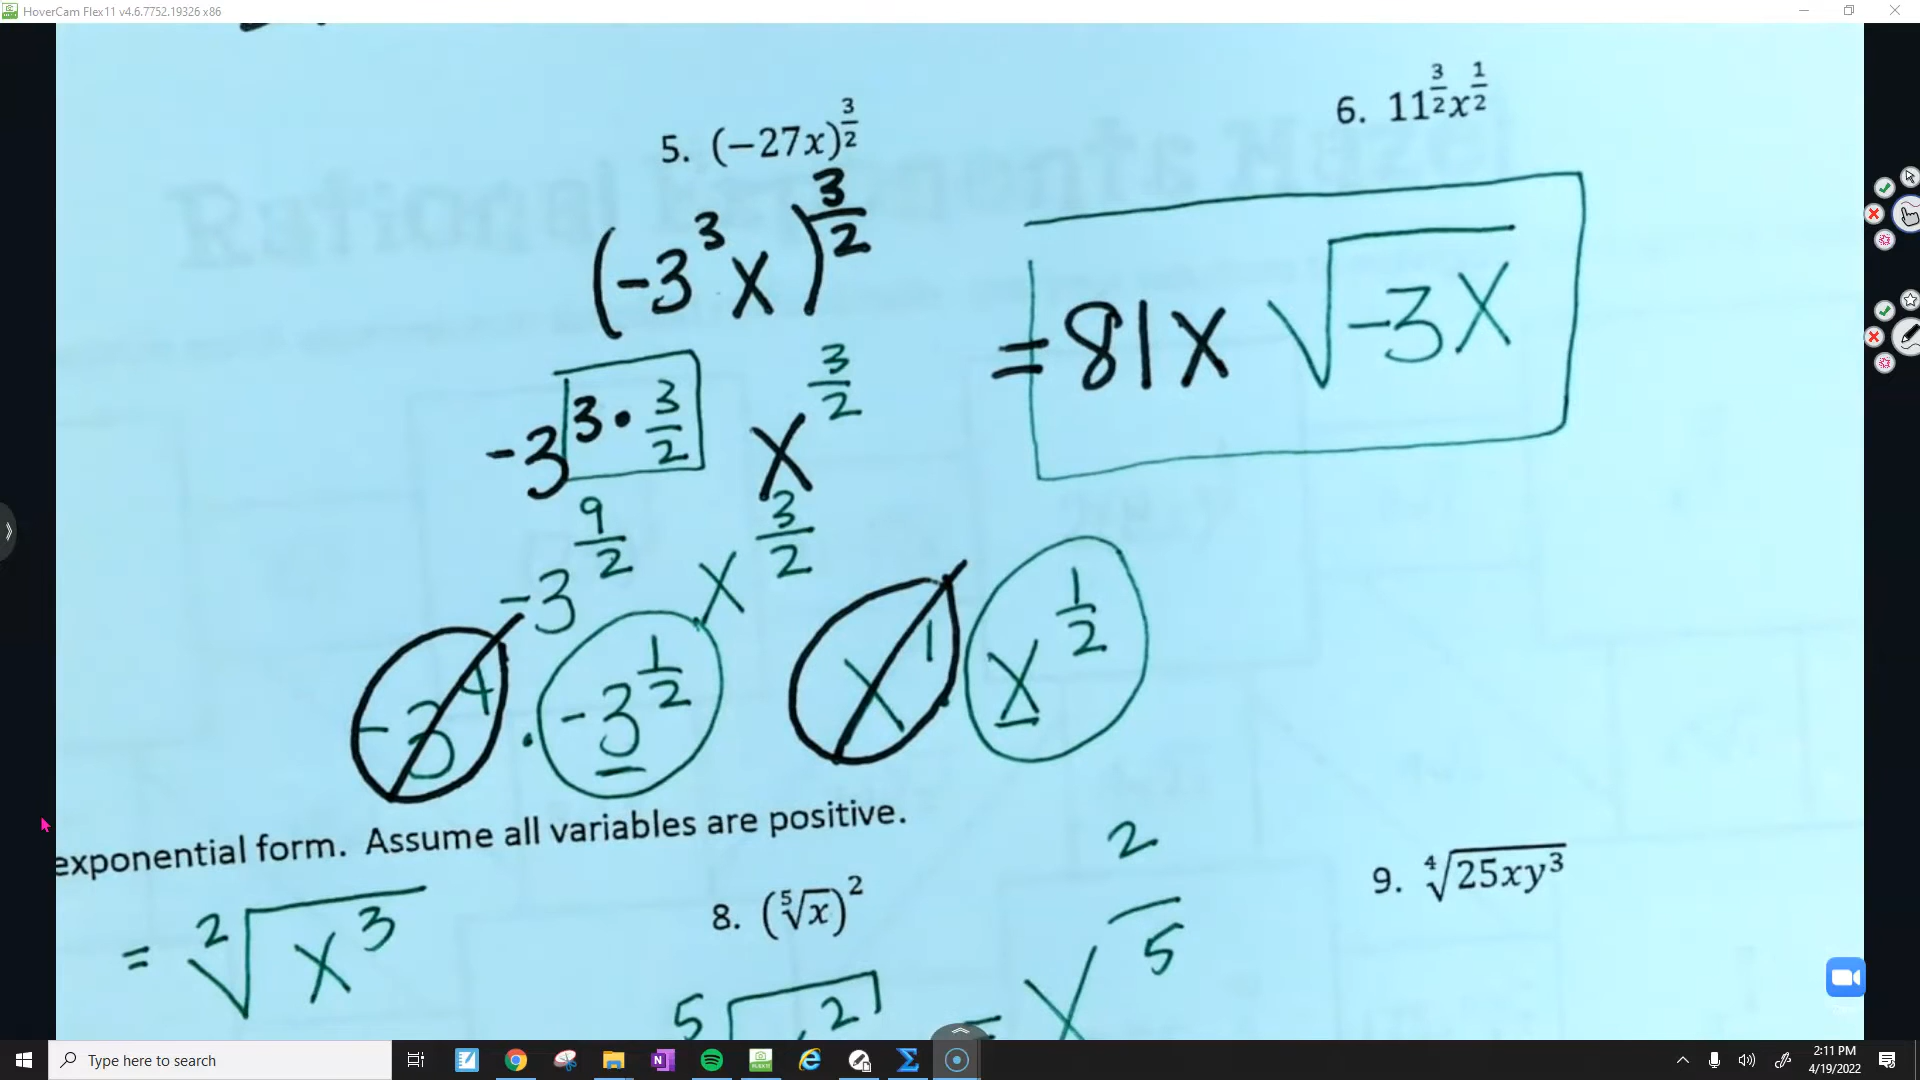 HoverCam Flex11 v4.6.7752.19326 x86
5. (−27x)^(3/2)
6. 11^(3/2)x^(1/2)
(-3³x)^(3/2)
= 81x √-3x
-3^(3·3/2) x^(3/2)
-3^(9/2) x^(3/2)
-3⁴ · -3^(1/2) x¹ · x^(1/2)
exponential form. Assume all variables are positive.
= ²√x³
8. (⁵√x)²
= x^(2/5)
9. ⁴√25xy³
5√ ²
Type here to search
2:11 PM
4/19/2022